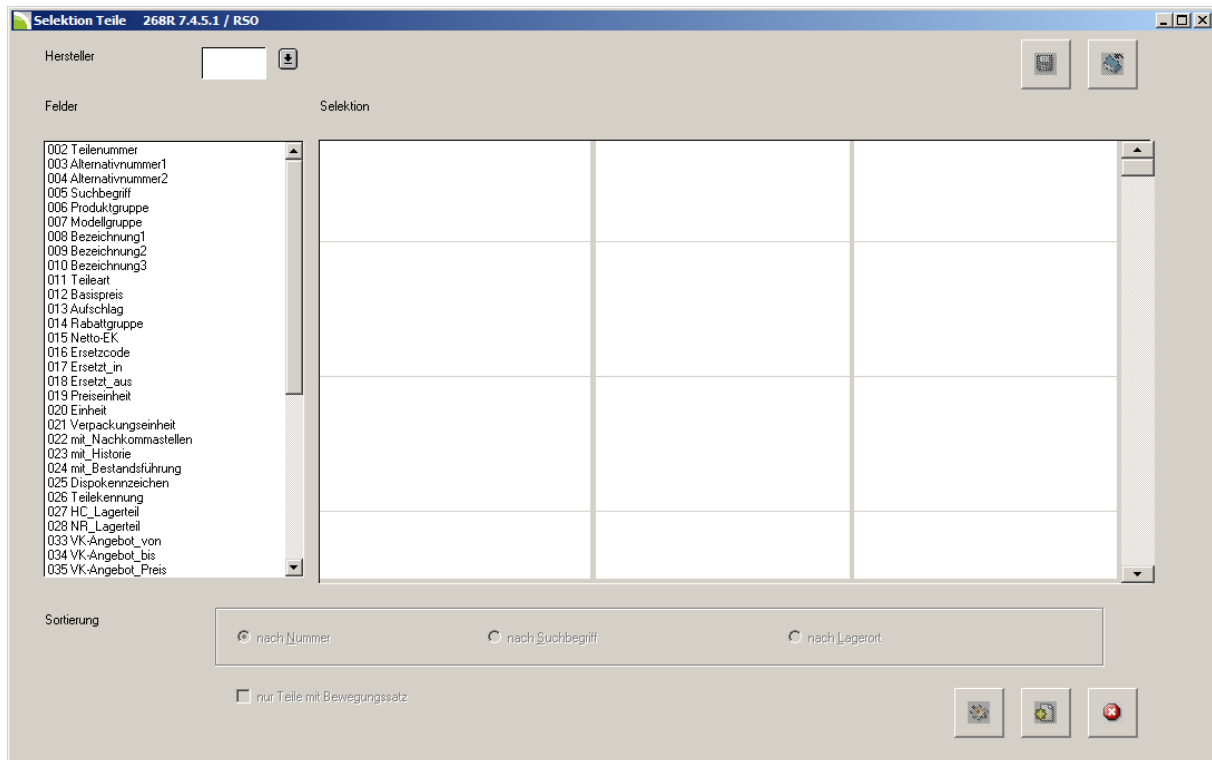 Selektion Teile 268R 7.4.5.1 / RS0
Hersteller
Felder
Selektion
002 Teilenummer
003 Alternativnummer1
004 Alternativnummer2
005 Suchbegriff
006 Produktgruppe
007 Modellgruppe
008 Bezeichnung1
009 Bezeichnung2
010 Bezeichnung3
011 Teileart
012 Basispreis
013 Aufschlag
014 Rabattgruppe
015 Netto-EK
016 Ersetzcode
017 Ersetzt_in
018 Ersetzt_aus
019 Preiseinheit
020 Einheit
021 Verpackungseinheit
022 mit_Nachkommastellen
023 mit_Historie
024 mit_Bestandsführung
025 Dispokennzeichen
026 Teilekennung
027 HC_Lagerteil
028 NR_Lagerteil
033 VK-Angebot_von
034 VK-Angebot_bis
035 VK-Angebot_Preis
Sortierung
nach Nummer
nach Suchbegriff
nach Lagerort
nur Teile mit Bewegungssatz